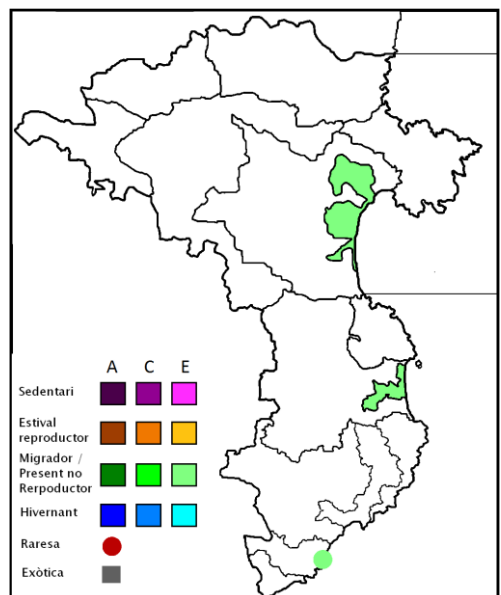 A C E
Sedentari
Estival
reproductor
Migrador /
Present no
Rerpoductor
Hivernant
Raresa
Exòtica